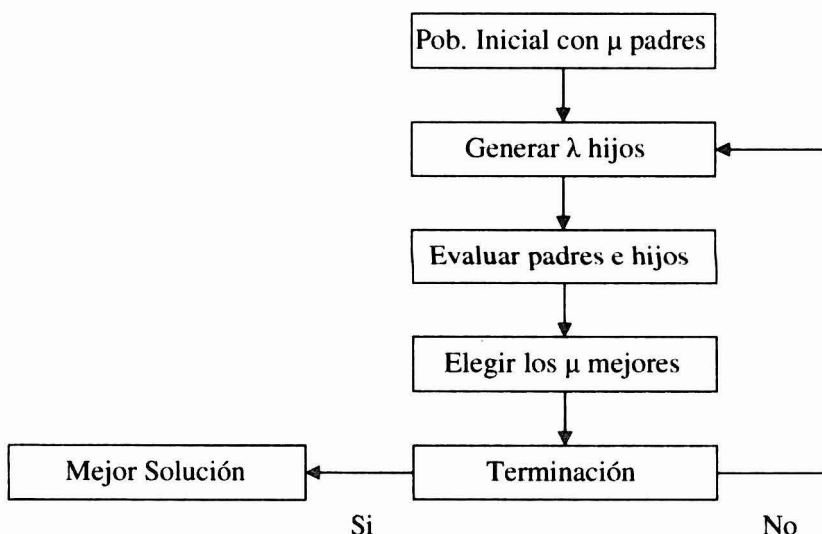 Pob. Inicial con μ padres
Generar λ hijos
Evaluar padres e hijos
Elegir los μ mejores
Terminación
Mejor Solución
Si
No